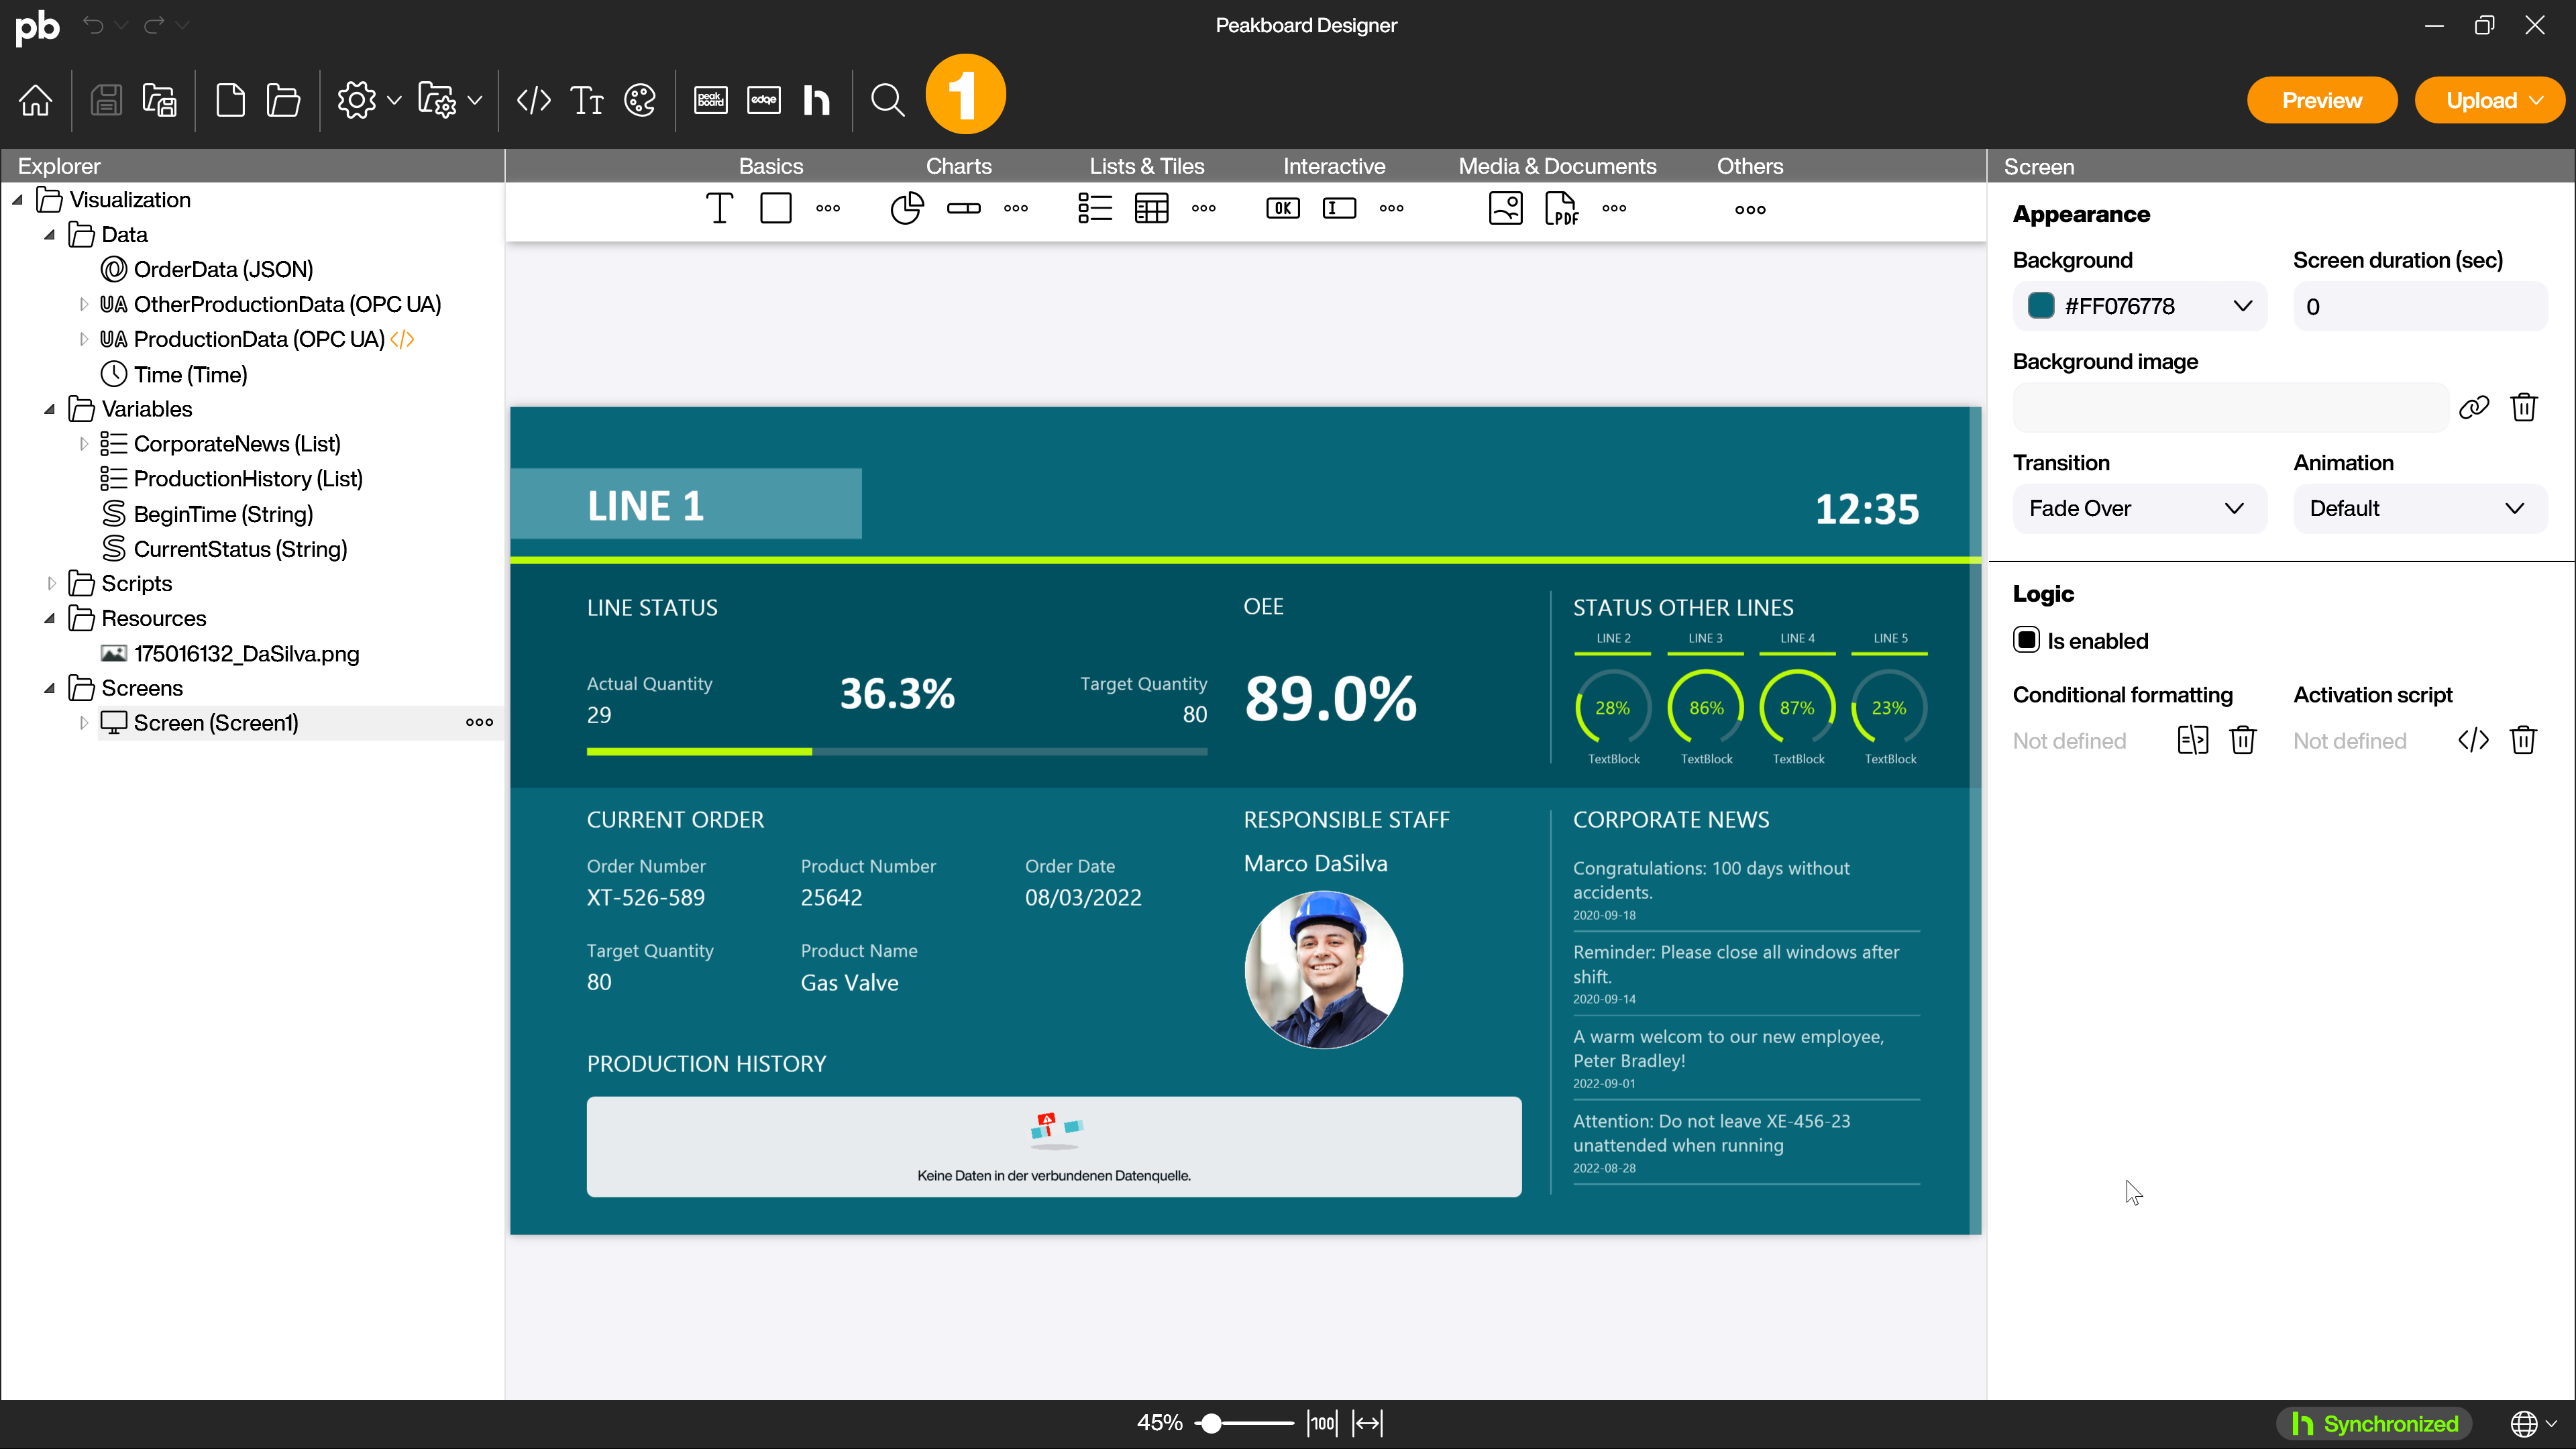 pb
Peakboard Designer
peak
board
edge
h
1
Preview
Upload
Explorer
Basics
Charts
Lists & Tiles
Interactive
Media & Documents
Others
Screen
OK
I
PDF
Visualization
Data
OrderData (JSON)
UA OtherProductionData (OPC UA)
UA ProductionData (OPC UA) </>
Time (Time)
Variables
CorporateNews (List)
ProductionHistory (List)
BeginTime (String)
CurrentStatus (String)
Scripts
Resources
175016132_DaSilva.png
Screens
Screen (Screen1)
LINE 1
12:35
LINE STATUS
Actual Quantity
29
36.3%
Target Quantity
80
OEE
89.0%
STATUS OTHER LINES
LINE 2
LINE 3
LINE 4
LINE 5
28%
86%
87%
23%
TextBlock
TextBlock
TextBlock
TextBlock
CURRENT ORDER
Order Number
XT-526-589
Product Number
25642
Order Date
08/03/2022
Target Quantity
80
Product Name
Gas Valve
RESPONSIBLE STAFF
Marco DaSilva
CORPORATE NEWS
Congratulations: 100 days without
accidents.
2020-09-18
Reminder: Please close all windows after
shift.
2020-09-14
A warm welcom to our new employee,
Peter Bradley!
2022-09-01
Attention: Do not leave XE-456-23
unattended when running
2022-08-28
PRODUCTION HISTORY
Keine Daten in der verbundenen Datenquelle.
Appearance
Background
Screen duration (sec)
#FF076778
0
Background image
Transition
Animation
Fade Over
Default
Logic
Is enabled
Conditional formatting
Activation script
Not defined
Not defined
45%
100
h Synchronized